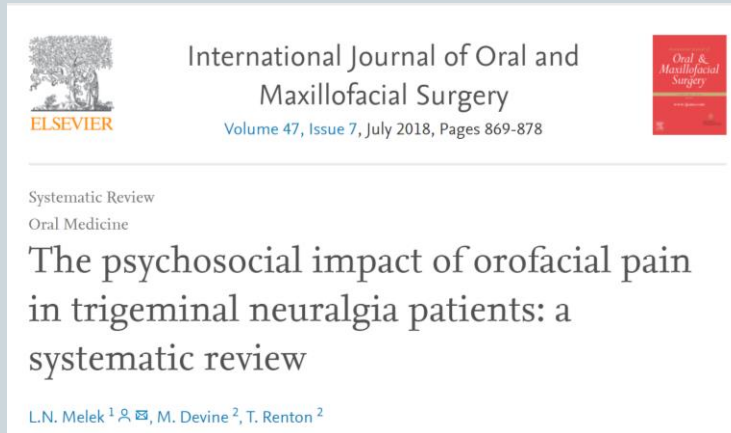 ELSEVIER
International Journal of Oral and
Maxillofacial Surgery
Volume 47, Issue 7, July 2018, Pages 869-878
Oral &
Maxillofacial
Surgery
Systematic Review
Oral Medicine
The psychosocial impact of orofacial pain
in trigeminal neuralgia patients: a
systematic review
L.N. Melek 1, M. Devine 2, T. Renton 2